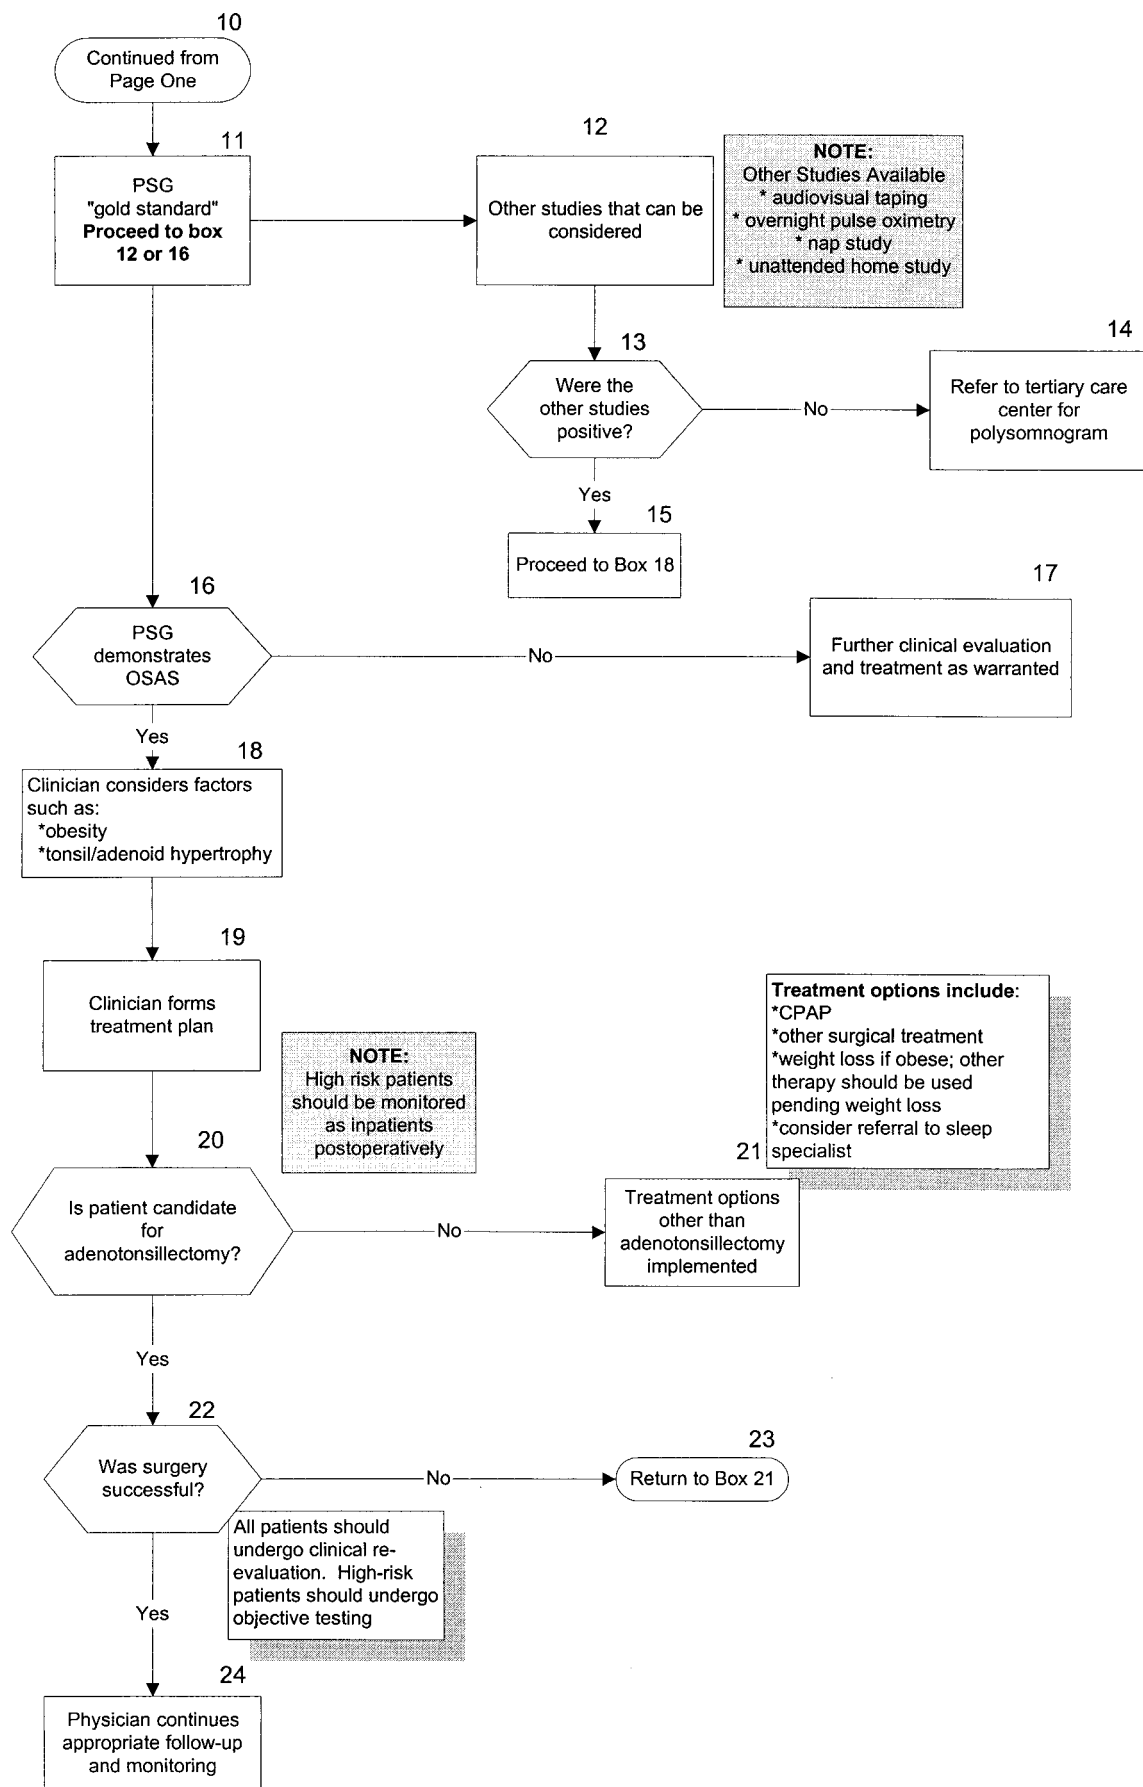 10
Continued from
Page One
11
PSG
"gold standard"
Proceed to box
12 or 16
12
Other studies that can be
considered
NOTE:
Other Studies Available
* audiovisual taping
* overnight pulse oximetry
* nap study
* unattended home study
13
Were the
other studies
positive?
No
14
Refer to tertiary care
center for
polysomnogram
Yes
15
Proceed to Box 18
16
PSG
demonstrates
OSAS
No
17
Further clinical evaluation
and treatment as warranted
Yes
18
Clinician considers factors
such as:
*obesity
*tonsil/adenoid hypertrophy
19
Clinician forms
treatment plan
NOTE:
High risk patients
should be monitored
as inpatients
postoperatively
Treatment options include:
*CPAP
*other surgical treatment
*weight loss if obese; other
therapy should be used
pending weight loss
*consider referral to sleep
specialist
20
Is patient candidate
for
adenotonsillectomy?
No
21
Treatment options
other than
adenotonsillectomy
implemented
Yes
22
Was surgery
successful?
No
23
Return to Box 21
All patients should
undergo clinical re-
evaluation. High-risk
patients should undergo
objective testing
Yes
24
Physician continues
appropriate follow-up
and monitoring